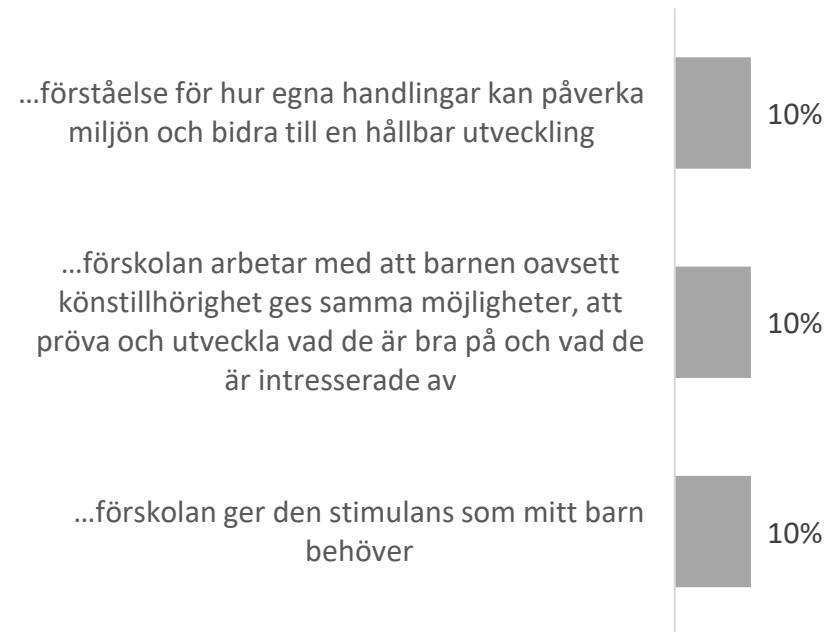 …förståelse för hur egna handlingar kan påverka
miljön och bidra till en hållbar utveckling
10%
…förskolan arbetar med att barnen oavsett
könstillhörighet ges samma möjligheter, att
pröva och utveckla vad de är bra på och vad de
är intresserade av
10%
…förskolan ger den stimulans som mitt barn
behöver
10%